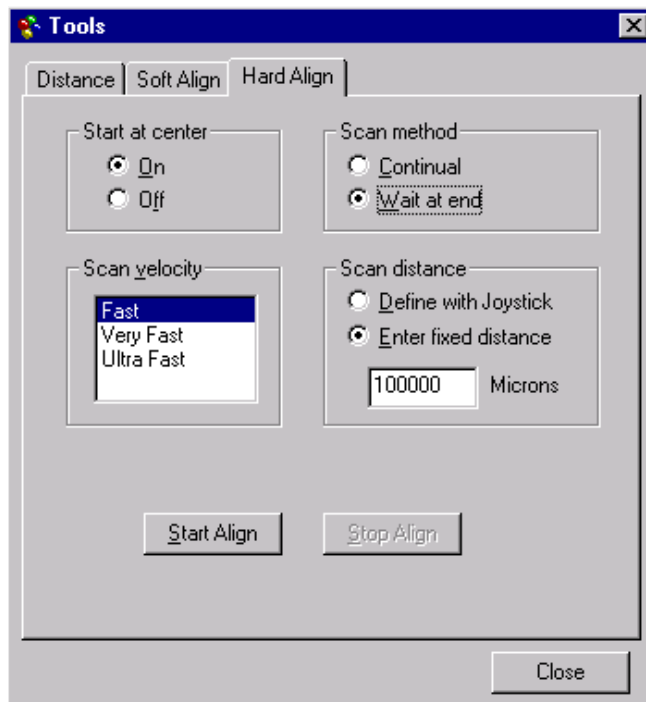 Tools
Distance Soft Align Hard Align
Start at center
On
Off
Scan method
Continual
Wait at end
Scan velocity
Fast
Very Fast
Ultra Fast
Scan distance
Define with Joystick
Enter fixed distance
100000 Microns
Start Align Stop Align
Close